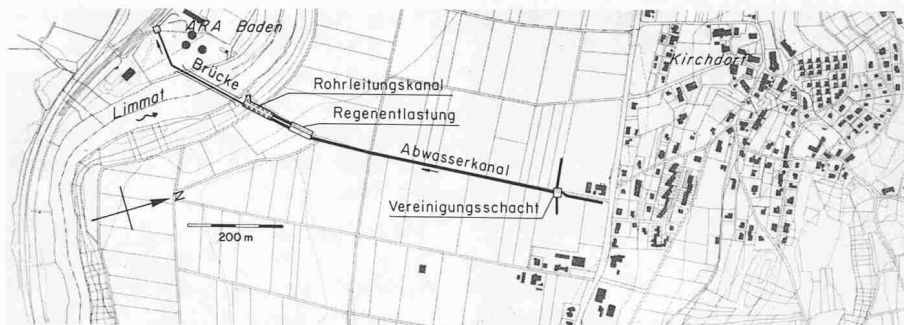 ARA Baden
Kirchdorf
Brücke
Rohrleitungskanal
Limmat
Regenentlastung
Abwasserkanal
N
Vereinigungsschacht
200 m